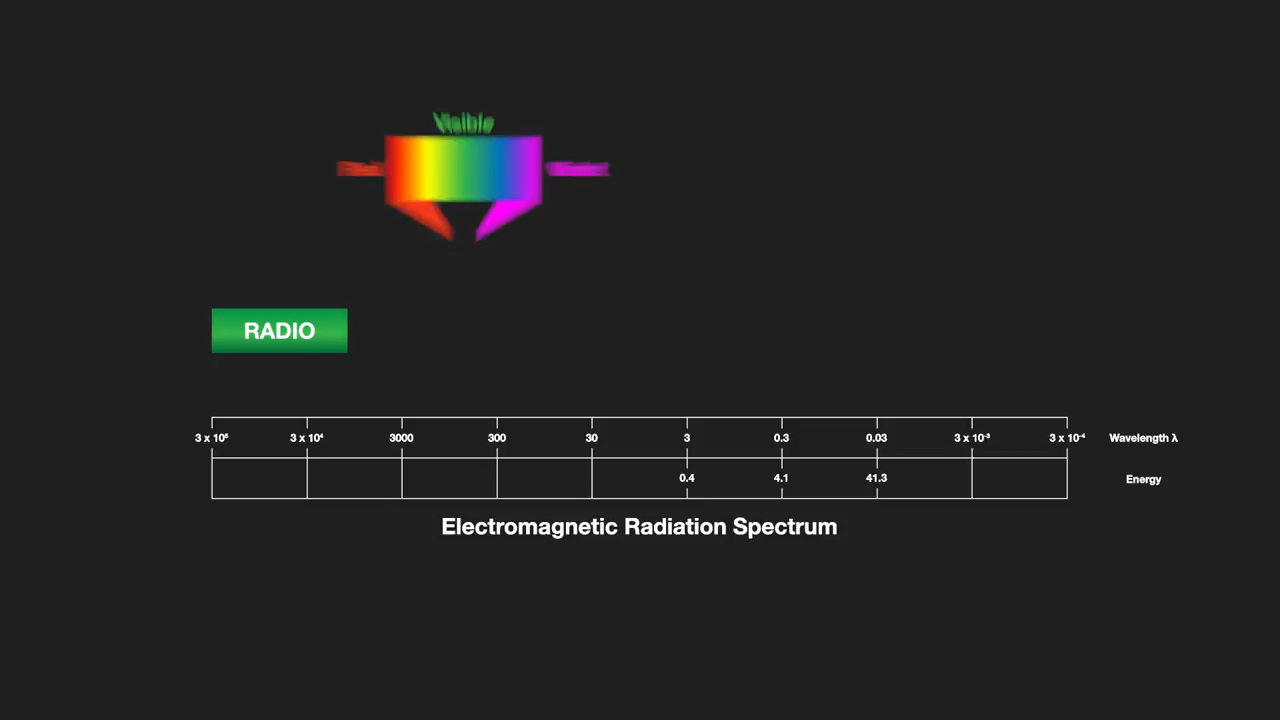 Visible
RADIO
3 x 10⁵ 3 x 10⁴ 3000 300 30 3 0.3 0.03 3 x 10⁻³ 3 x 10⁻⁴ Wavelength λ
0.4 4.1 41.3 Energy
Electromagnetic Radiation Spectrum